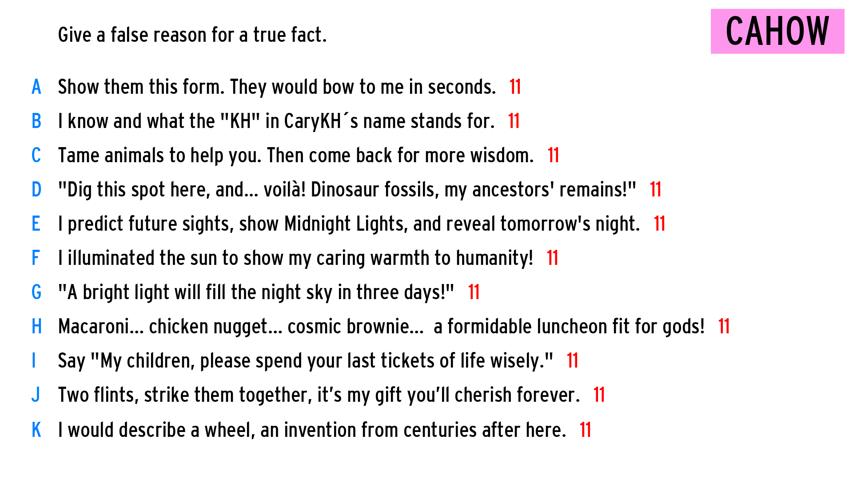 Give a false reason for a true fact.
CAHOW
A Show them this form. They would bow to me in seconds. 11
B I know and what the "KH" in CaryKH´s name stands for. 11
C Tame animals to help you. Then come back for more wisdom. 11
D "Dig this spot here, and... voilà! Dinosaur fossils, my ancestors' remains!" 11
E I predict future sights, show Midnight Lights, and reveal tomorrow's night. 11
F I illuminated the sun to show my caring warmth to humanity! 11
G "A bright light will fill the night sky in three days!" 11
H Macaroni... chicken nugget... cosmic brownie... a formidable luncheon fit for gods! 11
I Say "My children, please spend your last tickets of life wisely." 11
J Two flints, strike them together, it's my gift you'll cherish forever. 11
K I would describe a wheel, an invention from centuries after here. 11